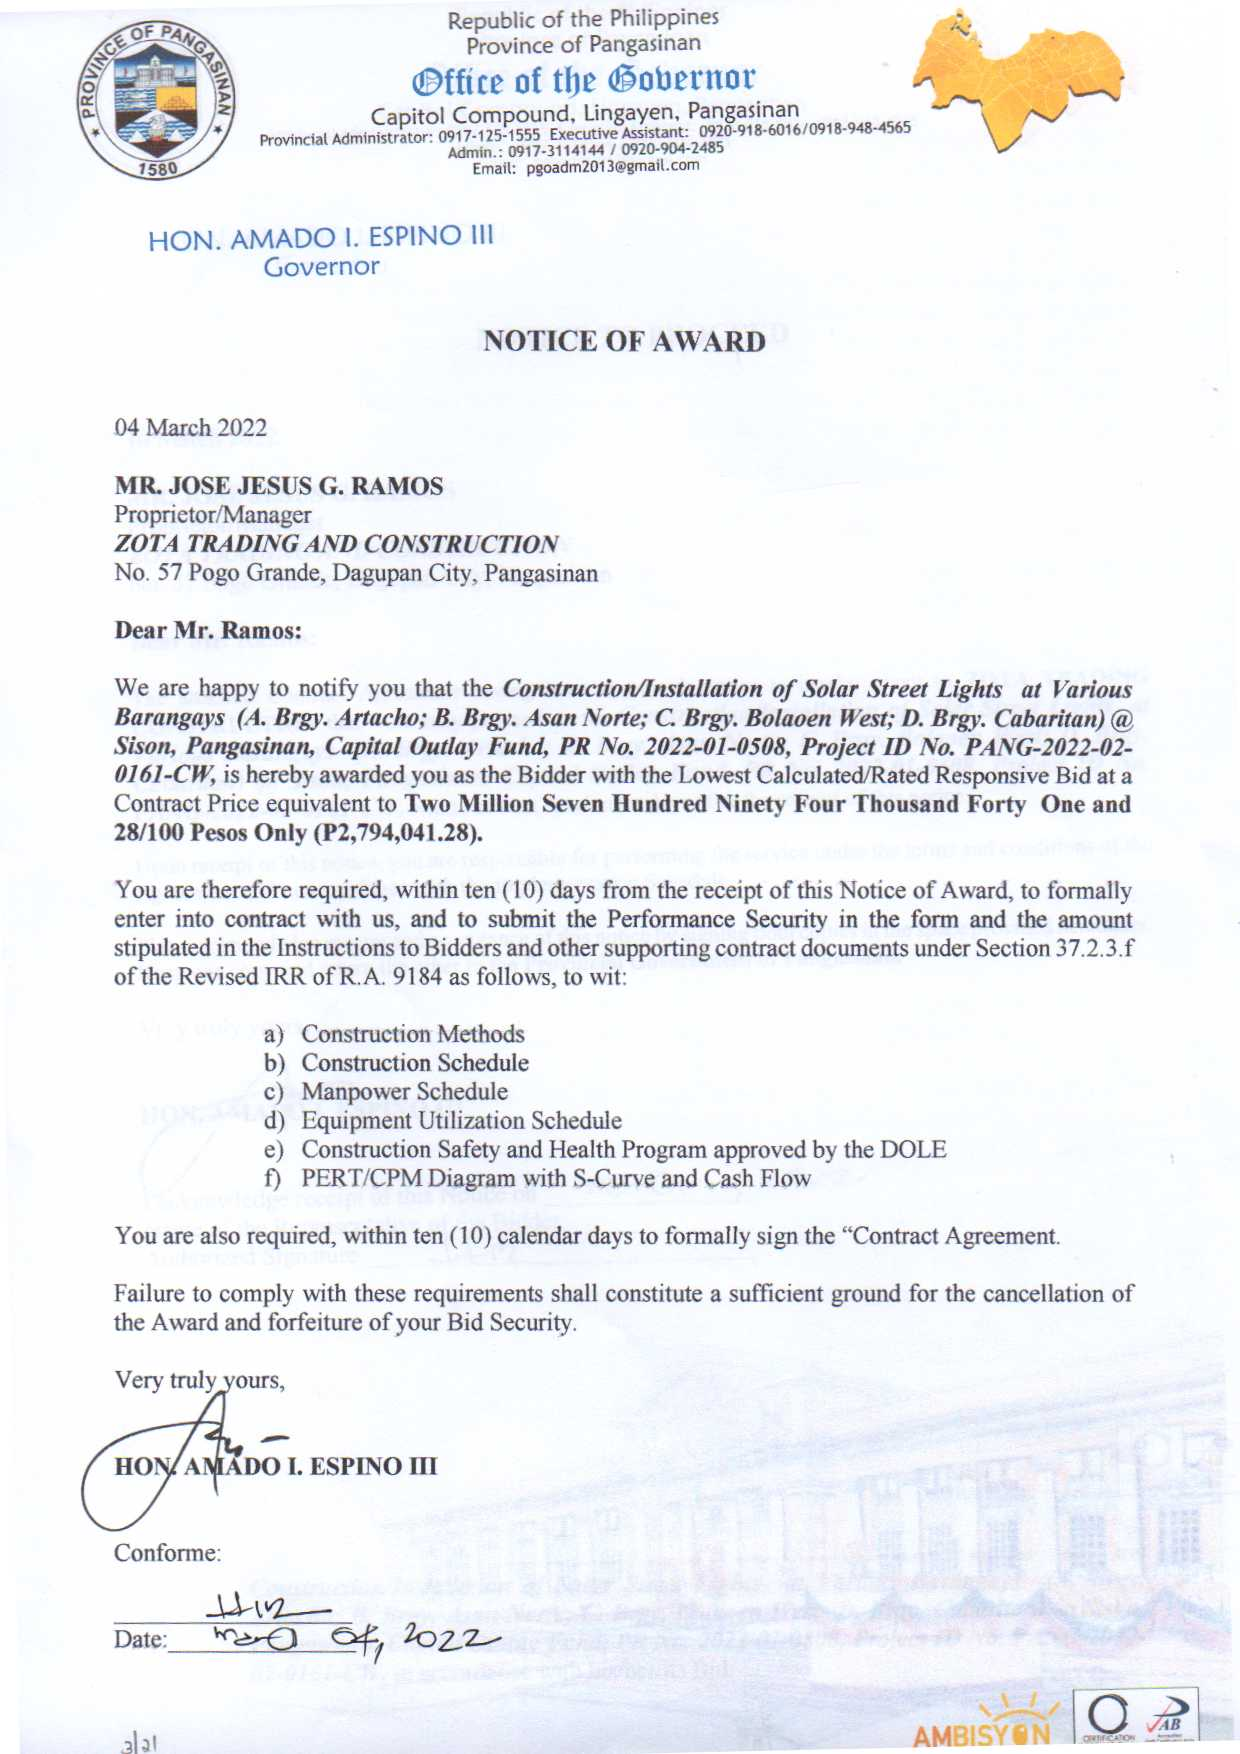 Republic of the Philippines
Province of Pangasinan
Office of the Governor
Capitol Compound, Lingayen, Pangasinan
Provincial Administrator: 0917-125-1555 Executive Assistant: 0920-918-6016/0918-948-4565
Admin.: 0917-3114144 / 0920-904-2485
Email: pgoadm2013@gmail.com
PROVINCE OF PANGASINAN
1580
HON. AMADO I. ESPINO III
Governor
NOTICE OF AWARD
04 March 2022
MR. JOSE JESUS G. RAMOS
Proprietor/Manager
ZOTA TRADING AND CONSTRUCTION
No. 57 Pogo Grande, Dagupan City, Pangasinan
Dear Mr. Ramos:
We are happy to notify you that the Construction/Installation of Solar Street Lights at Various
Barangays (A. Brgy. Artacho; B. Brgy. Asan Norte; C. Brgy. Bolaoen West; D. Brgy. Cabaritan) @
Sison, Pangasinan, Capital Outlay Fund, PR No. 2022-01-0508, Project ID No. PANG-2022-02-
0161-CW, is hereby awarded you as the Bidder with the Lowest Calculated/Rated Responsive Bid at a
Contract Price equivalent to Two Million Seven Hundred Ninety Four Thousand Forty One and
28/100 Pesos Only (P2,794,041.28).
You are therefore required, within ten (10) days from the receipt of this Notice of Award, to formally
enter into contract with us, and to submit the Performance Security in the form and the amount
stipulated in the Instructions to Bidders and other supporting contract documents under Section 37.2.3.f
of the Revised IRR of R.A. 9184 as follows, to wit:
a) Construction Methods
b) Construction Schedule
c) Manpower Schedule
d) Equipment Utilization Schedule
e) Construction Safety and Health Program approved by the DOLE
f) PERT/CPM Diagram with S-Curve and Cash Flow
You are also required, within ten (10) calendar days to formally sign the “Contract Agreement.
Failure to comply with these requirements shall constitute a sufficient ground for the cancellation of
the Award and forfeiture of your Bid Security.
Very truly yours,
HON. AMADO I. ESPINO III
Conforme:
Date: 04, 2022
3/21
AMBISYON
CERTIFICATION
AB